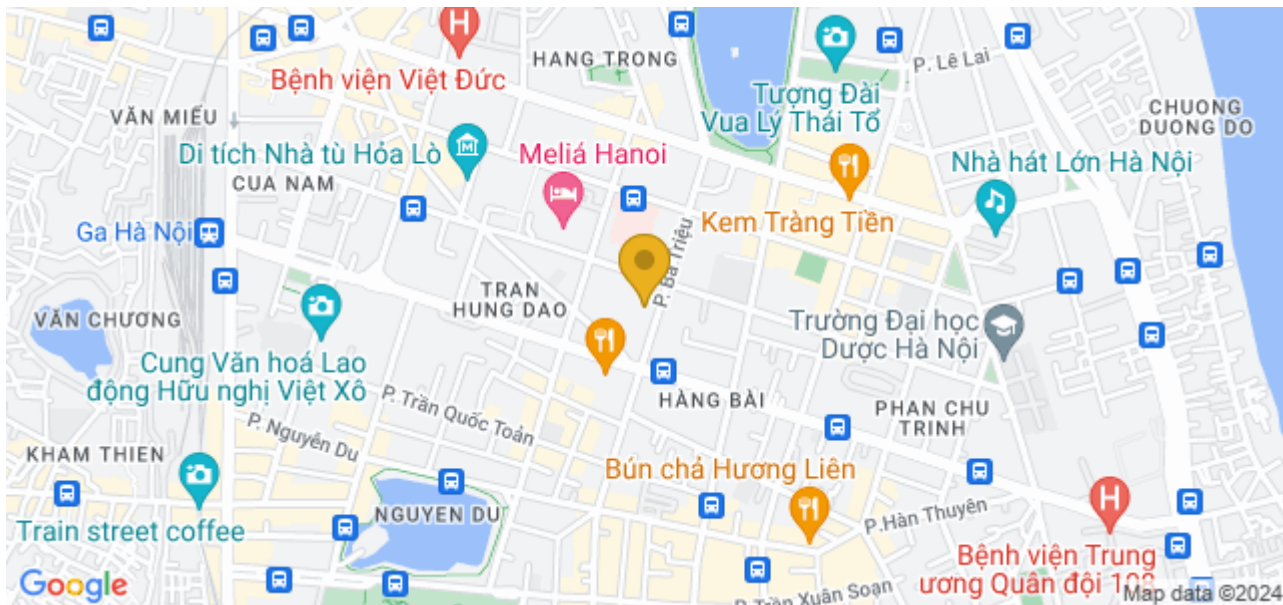 HANG TRONG
Bệnh viện Việt Đức
P. Lê Lai
Tượng Đài
Vua Lý Thái Tổ
CHUONG
DUONG DO
VĂN MIẾU
Di tích Nhà tù Hỏa Lò
Meliá Hanoi
Nhà hát Lớn Hà Nội
CUA NAM
Kem Tràng Tiền
Ga Hà Nội
P. Bà Triệu
TRAN
HUNG DAO
VĂN CHƯƠNG
Trường Đại học
Dược Hà Nội
Cung Văn hoá Lao
động Hữu nghị Việt Xô
HÀNG BÀI
PHAN CHU
TRINH
P. Trần Quốc Toản
P. Nguyễn Du
KHAM THIEN
Bún chả Hương Liên
NGUYEN DU
Train street coffee
P.Hàn Thuyên
Bệnh viện Trung
ương Quân đội 108
P. Trần Xuân Soạn
Google
Map data ©2024